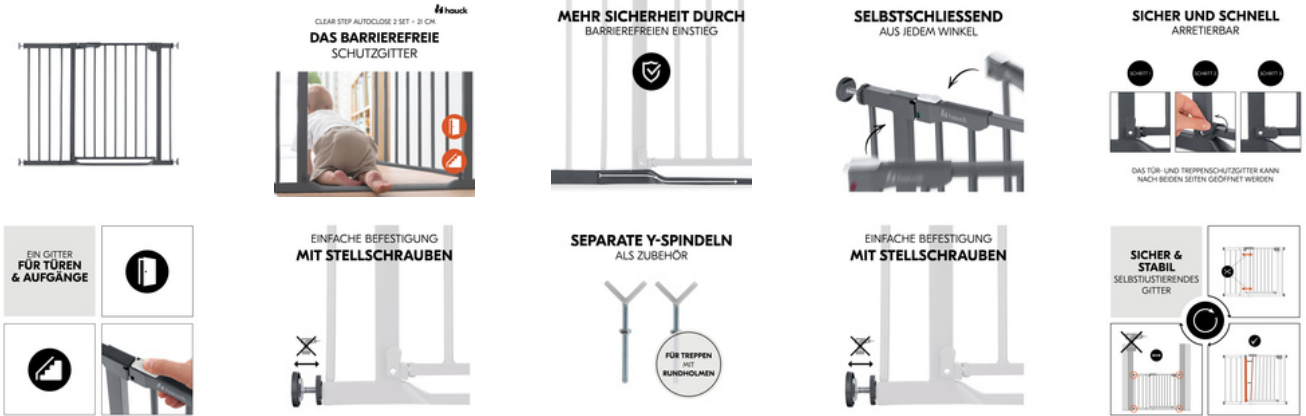 hauck
CLEAR STEP AUTOCLOSE 2 SET + 21 CM
DAS BARRIEREFREIE
SCHUTZGITTER
MEHR SICHERHEIT DURCH
BARRIEREFREIEN EINSTIEG
SELBSTSCHLIESSEND
AUS JEDEM WINKEL
hauck
SICHER UND SCHNELL
ARRETIERBAR
SCHRITT 1
SCHRITT 2
SCHRITT 3
DAS TÜR- UND TREPPENSCHUTZGITTER KANN
NACH BEIDEN SEITEN GEÖFFNET WERDEN
EIN GITTER
FÜR TÜREN
& AUFGÄNGE
EINFACHE BEFESTIGUNG
MIT STELLSCHRAUBEN
SEPARATE Y-SPINDELN
ALS ZUBEHÖR
FÜR TREPPEN
MIT
RUNDHOLMEN
EINFACHE BEFESTIGUNG
MIT STELLSCHRAUBEN
SICHER &
STABIL
SELBSTJUSTIERENDES
GITTER